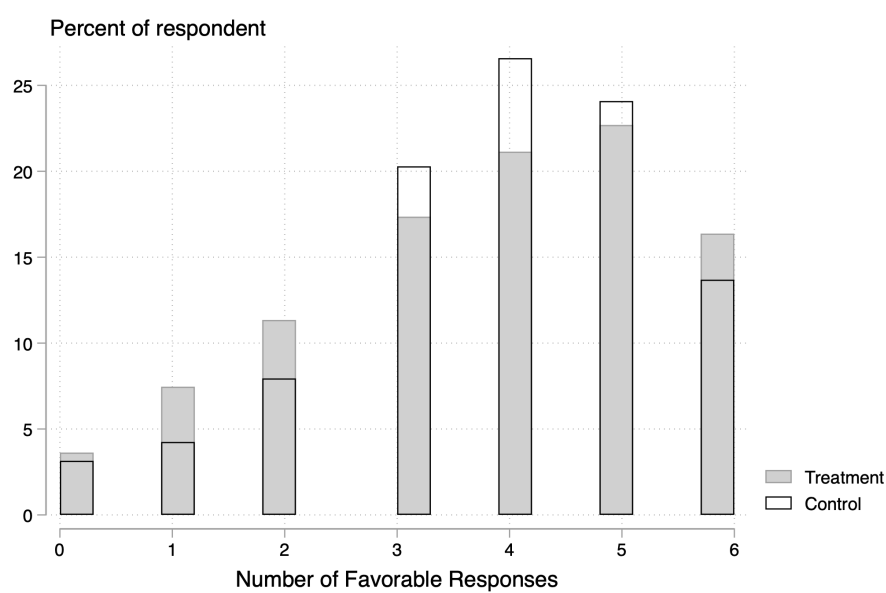 Percent of respondent
25
20
15
10
5
0
0 1 2 3 4 5 6
Number of Favorable Responses
Treatment
Control